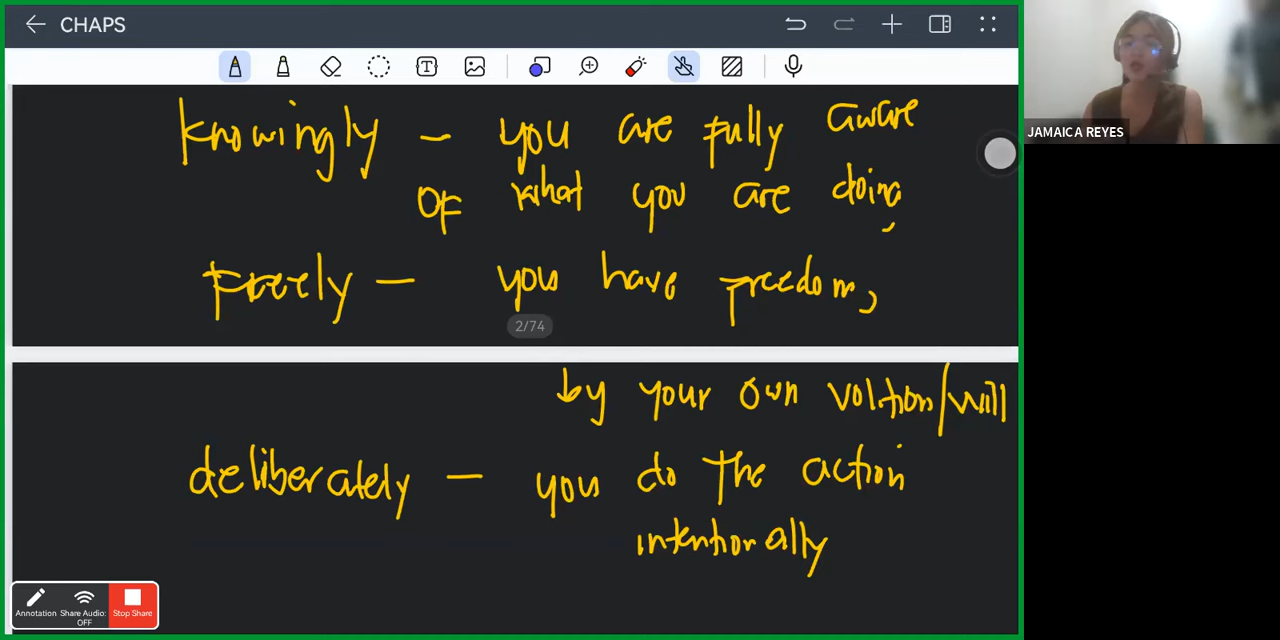 CHAPS
JAMAICA REYES
knowingly - you are fully aware
of what you are doing
freely - you have freedom,
2/74
by your own volition/will
deliberately - you do the action
intentionally
Annotation
Share Audio: OFF
Stop Share